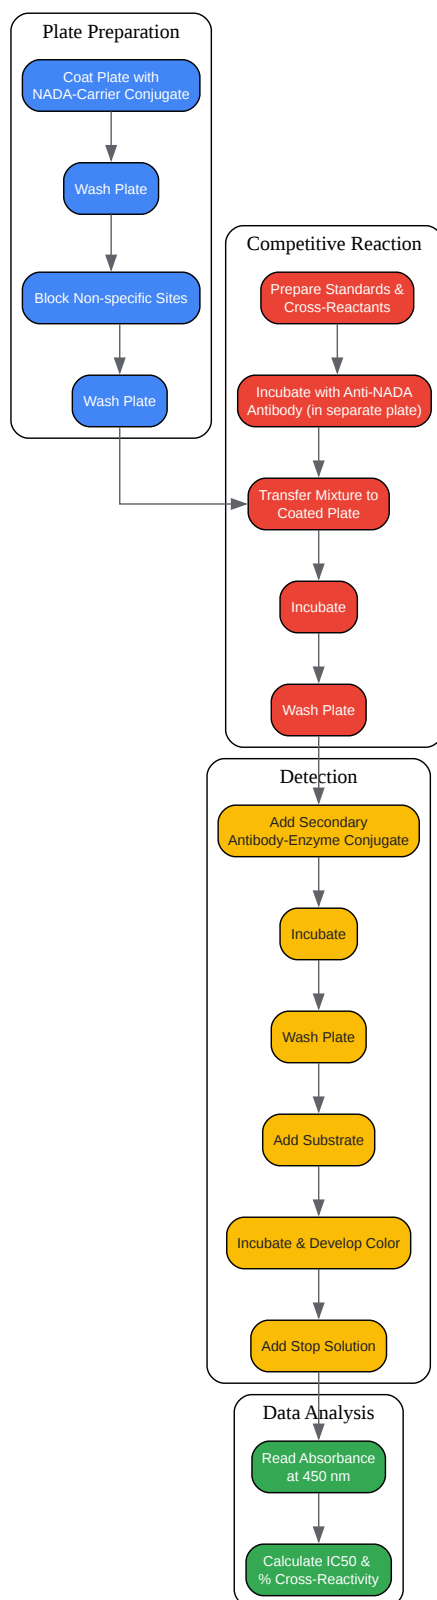 Plate Preparation
Coat Plate with
NADA-Carrier Conjugate
Wash Plate
Block Non-specific Sites
Wash Plate
Competitive Reaction
Prepare Standards &
Cross-Reactants
Incubate with Anti-NADA
Antibody (in separate plate)
Transfer Mixture to
Coated Plate
Incubate
Wash Plate
Detection
Add Secondary
Antibody-Enzyme Conjugate
Incubate
Wash Plate
Add Substrate
Incubate & Develop Color
Add Stop Solution
Data Analysis
Read Absorbance
at 450 nm
Calculate IC50 &
% Cross-Reactivity